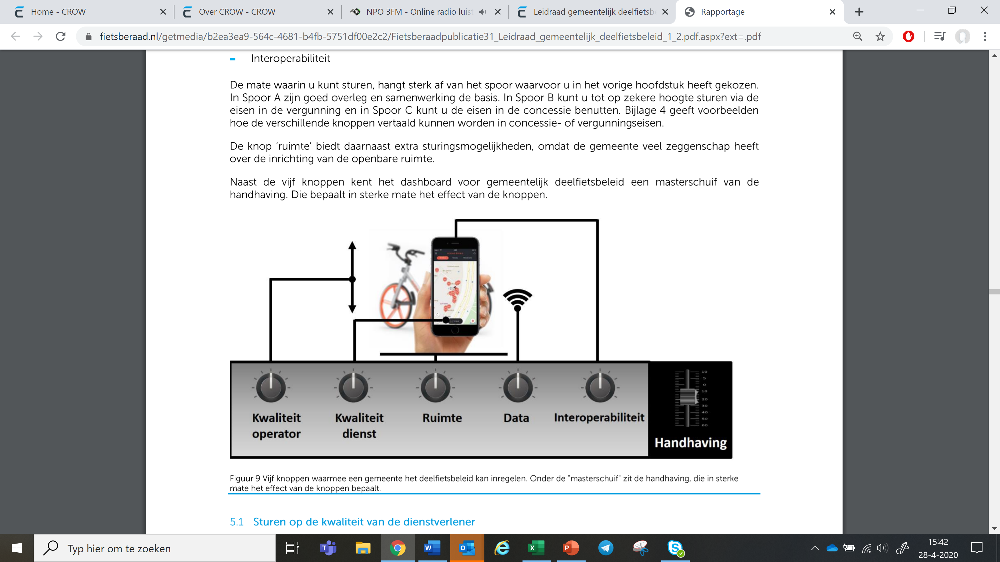 Home - CROW
Over CROW - CROW
NPO 3FM - Online radio luist
Leidraad gemeentelijk deelfietsbe
Rapportage
fietsberaad.nl/getmedia/b2ea3ea9-564c-4681-b4fb-5751df00e2c2/Fietsberaadpublicatie31_Leidraad_gemeentelijk_deelfietsbeleid_1_2.pdf.aspx?ext=.pdf
Interoperabiliteit
De mate waarin u kunt sturen, hangt sterk af van het spoor waarvoor u in het vorige hoofdstuk heeft gekozen.
In Spoor A zijn goed overleg en samenwerking de basis. In Spoor B kunt u tot op zekere hoogte sturen via de
eisen in de vergunning en in Spoor C kunt u de eisen in de concessie benutten. Bijlage 4 geeft voorbeelden
hoe de verschillende knoppen vertaald kunnen worden in concessie- of vergunningseisen.
De knop ‘ruimte’ biedt daarnaast extra sturingsmogelijkheden, omdat de gemeente veel zeggenschap heeft
over de inrichting van de openbare ruimte.
Naast de vijf knoppen kent het dashboard voor gemeentelijk deelfietsbeleid een masterschuif van de
handhaving. Die bepaalt in sterke mate het effect van de knoppen.
Kwaliteit
operator
Kwaliteit
dienst
Ruimte
Data
Interoperabiliteit
10
5
0
10
20
30
40
50
60
Handhaving
Figuur 9 Vijf knoppen waarmee een gemeente het deelfietsbeleid kan inregelen. Onder de "masterschuif" zit de handhaving, die in sterke
mate het effect van de knoppen bepaalt.
5.1 Sturen op de kwaliteit van de dienstverlener
Typ hier om te zoeken
15:42
28-4-2020